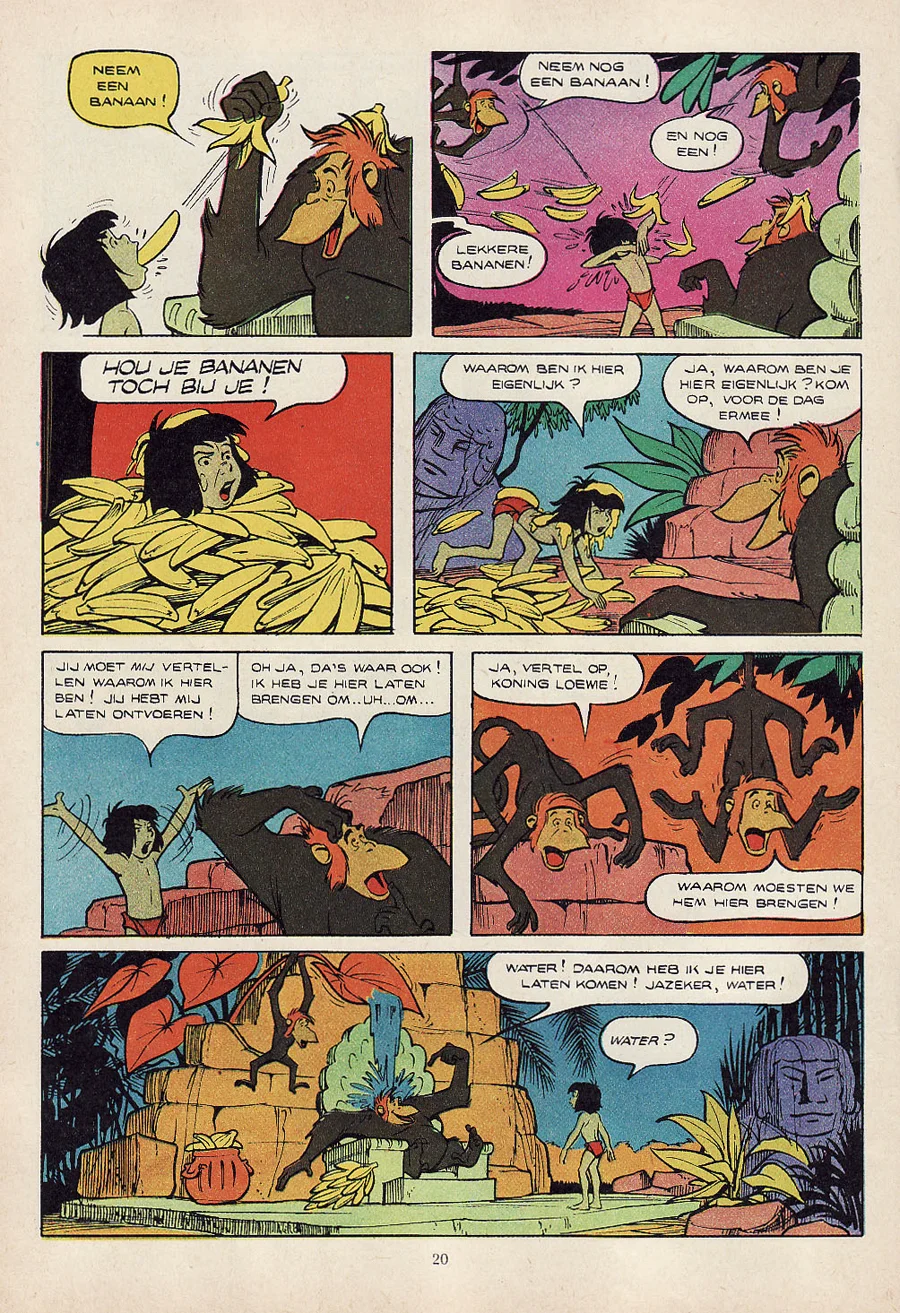 NEEM
EEN
BANAAN!
NEEM NOG
EEN BANAAN!
EN NOG
EEN!
LEKKERE
BANANEN!
HOU JE BANANEN
TOCH BIJ JE!
WAAROM BEN IK HIER
EIGENLIJK?
JA, WAAROM BEN JE
HIER EIGENLIJK? KOM
OP, VOOR DE DAG
ERMEE!
JIJ MOET MIJ VERTEL-
LEN WAAROM IK HIER
BEN! JIJ HEBT MIJ
LATEN ONTVOEREN!
OH JA, DA'S WAAR OOK!
IK HEB JE HIER LATEN
BRENGEN OM..UH...OM...
JA, VERTEL OP,
KONING LOEWIE!
WAAROM MOESTEN WE
HEM HIER BRENGEN!
WATER! DAAROM HEB IK JE HIER
LATEN KOMEN! JAZEKER, WATER!
WATER?
20